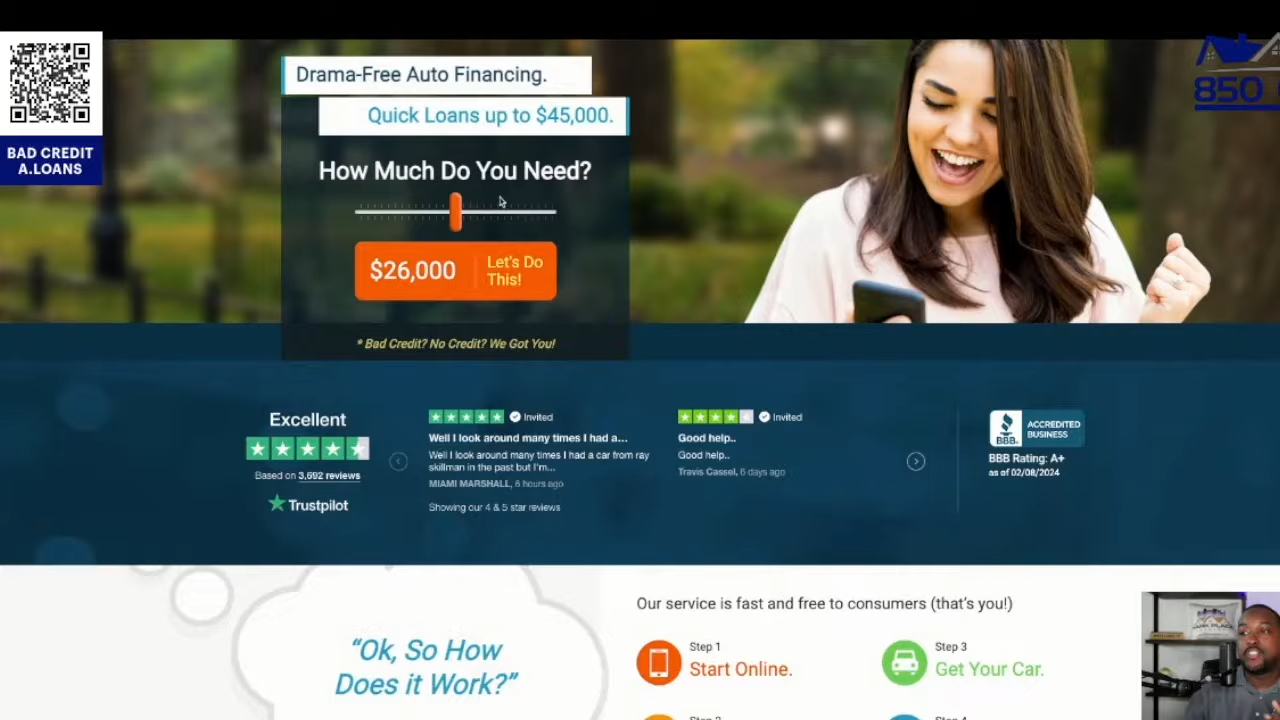 BAD CREDIT
A.LOANS
850
Drama-Free Auto Financing.
Quick Loans up to $45,000.
How Much Do You Need?
$26,000
Let's Do
This!
* Bad Credit? No Credit? We Got You!
Excellent
Based on 3,692 reviews
Trustpilot
Invited
Well I look around many times I had a...
Well I look around many times I had a car from ray
skillman in the past but I'm...
MIAMI MARSHALL, 6 hours ago
Showing our 4 & 5 star reviews
Invited
Good help..
Good help..
Travis Cassel, 6 days ago
BBB.
ACCREDITED
BUSINESS
BBB Rating: A+
as of 02/08/2024
"Ok, So How
Does it Work?"
Our service is fast and free to consumers (that's you!)
Step 1
Start Online.
Step 3
Get Your Car.